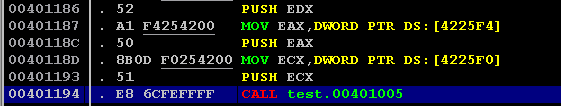 00401186 . 52 PUSH EDX
00401187 . A1 F4254200 MOV EAX,DWORD PTR DS:[4225F4]
0040118C . 50 PUSH EAX
0040118D . 8B0D F0254200 MOV ECX,DWORD PTR DS:[4225F0]
00401193 . 51 PUSH ECX
00401194 . E8 6CFEFFFF CALL test.00401005